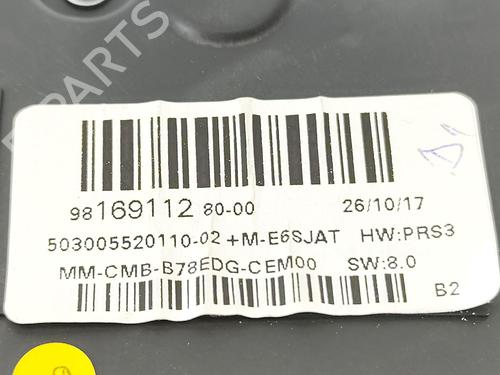 B-PARTS
98169112 80-00 26/10/17
503005520110-02 +M-E6SJAT HW:PRS3
MM-CMB-B78EDG-CEM00 SW:8.0
B2